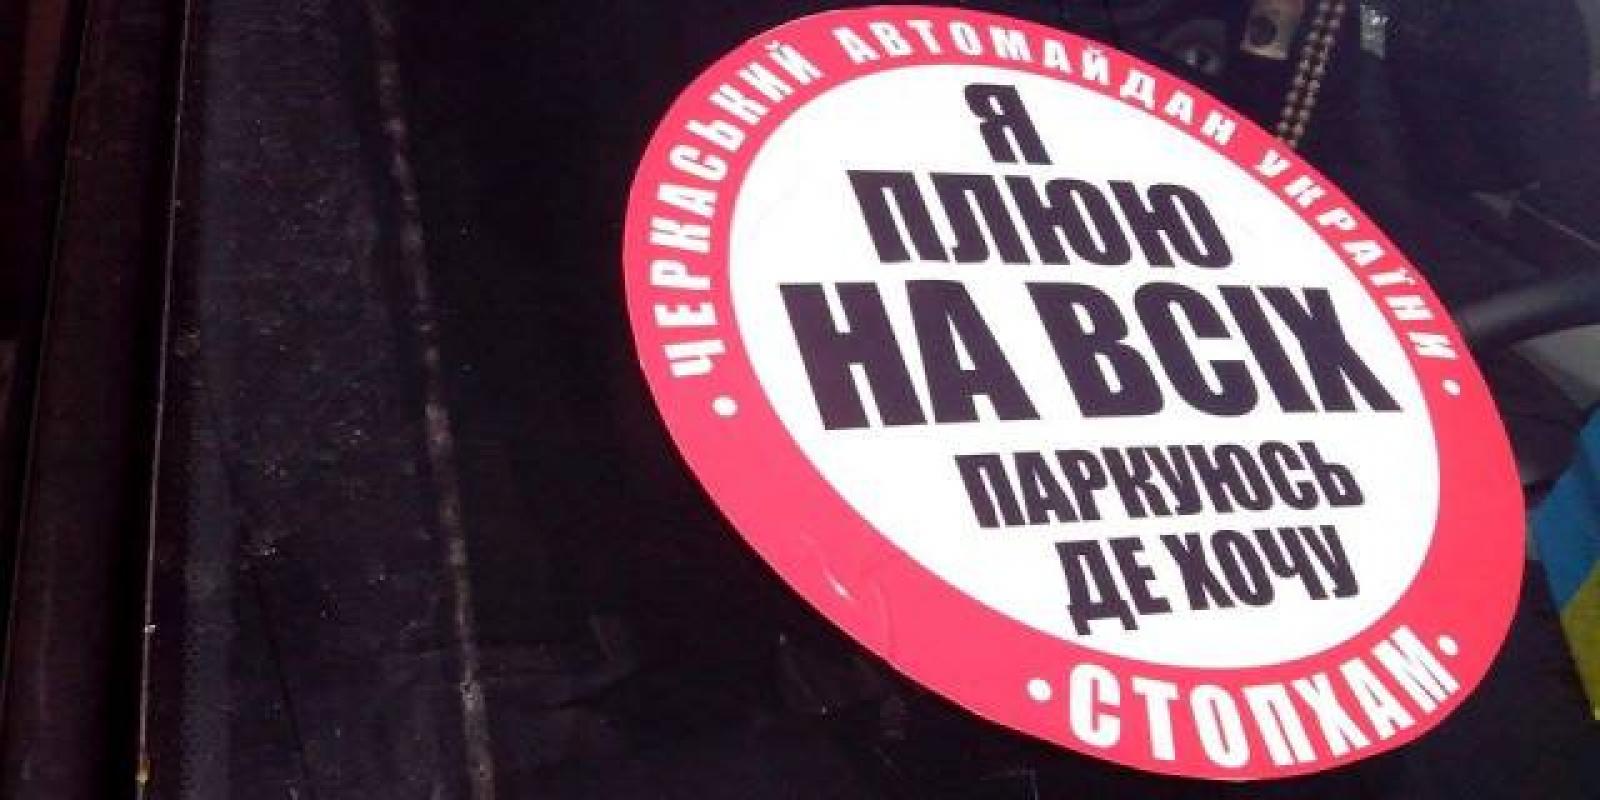 ЧЕРКАСЬКИЙ АВТОМАЙДАН УКРАЇНИ
Я
ПЛЮЮ
НА ВСІХ
ПАРКУЮСЬ
ДЕ ХОЧУ
СТОПХАМ